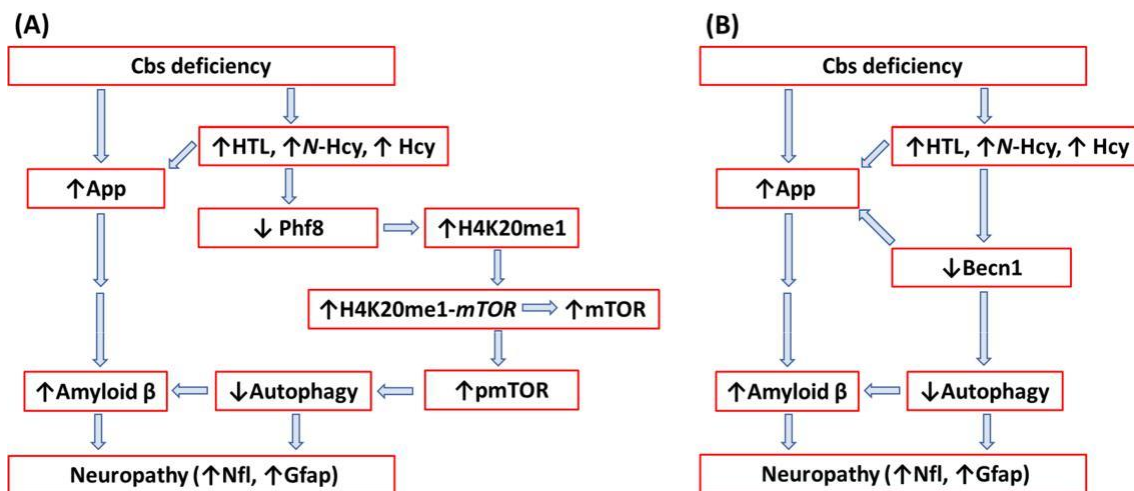 (A)
Cbs deficiency
↑HTL, ↑N-Hcy, ↑ Hcy
↑App
↓ Phf8
↑H4K20me1
↑H4K20me1-mTOR ↑mTOR
↑Amyloid β
↓Autophagy
↑pmTOR
Neuropathy (↑Nfl, ↑Gfap)
(B)
Cbs deficiency
↑HTL, ↑N-Hcy, ↑ Hcy
↑App
↓Becn1
↑Amyloid β
↓Autophagy
Neuropathy (↑Nfl, ↑Gfap)